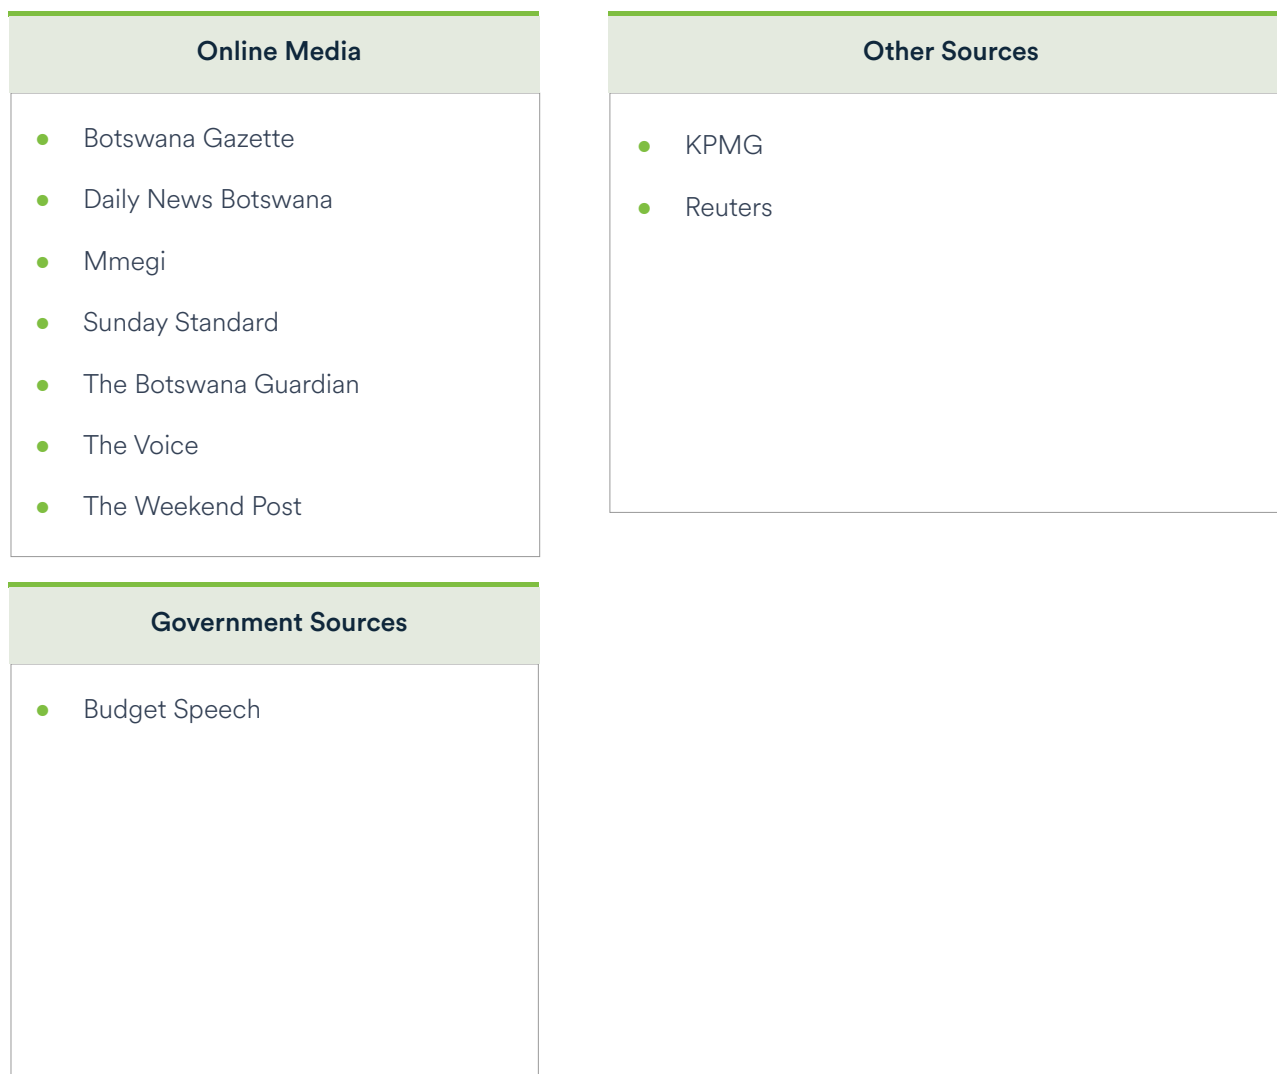 Online Media
Botswana Gazette
Daily News Botswana
Mmegi
Sunday Standard
The Botswana Guardian
The Voice
The Weekend Post
Other Sources
KPMG
Reuters
Government Sources
Budget Speech